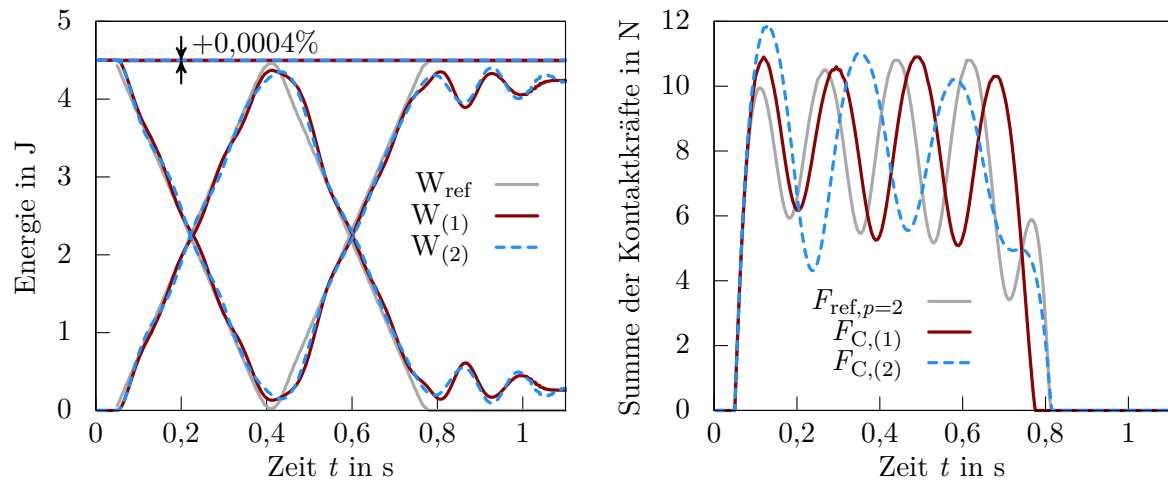 +0,0004%
Energie in J
5
4
3
2
1
0
W_ref
W_(1)
W_(2)
0 0,2 0,4 0,6 0,8 1
Zeit t in s
Summe der Kontaktkräfte in N
12
10
8
6
4
2
0
F_ref,p=2
F_C,(1)
F_C,(2)
0 0,2 0,4 0,6 0,8 1
Zeit t in s